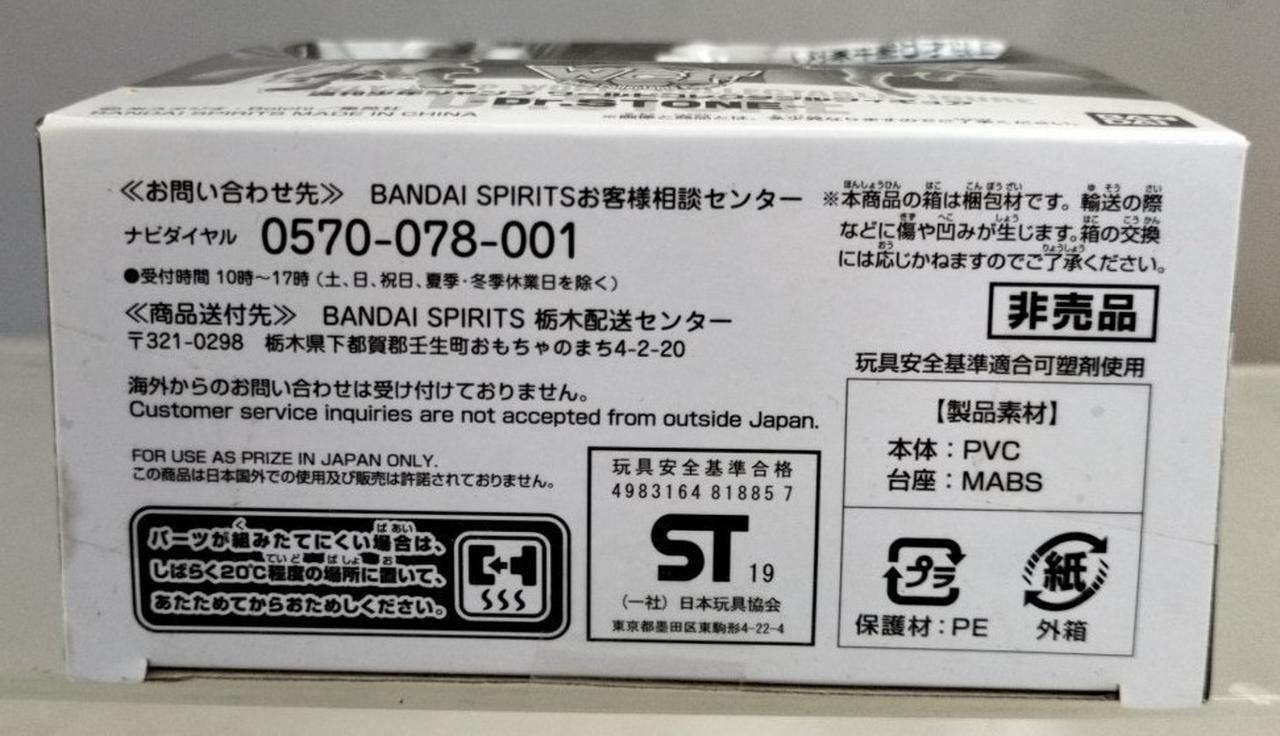 Dr.STONE
BANDAI SPIRITS MADE IN CHINA
≪お問い合わせ先≫ BANDAI SPIRITSお客様相談センター
ナビダイヤル 0570-078-001
●受付時間 10時～17時（土、日、祝日、夏季・冬季休業日を除く）
≪商品送付先≫ BANDAI SPIRITS 栃木配送センター
〒321-0298 栃木県下都賀郡壬生町おもちゃのまち4-2-20
海外からのお問い合わせは受け付けておりません。
Customer service inquiries are not accepted from outside Japan.
FOR USE AS PRIZE IN JAPAN ONLY.
この商品は日本国外での使用及び販売は許諾されておりません。
パーツが組みたてにくい場合は、
しばらく20℃程度の場所に置いて、
あたためてからおためしください。
玩具安全基準合格
4983164 81885 7
ST 19
（一社）日本玩具協会
東京都墨田区東駒形4-22-4
※本商品の箱は梱包材です。輸送の際
などに傷や凹みが生じます。箱の交換
には応じかねますのでご了承ください。
非売品
玩具安全基準適合可塑剤使用
【製品素材】
本体：PVC
台座：MABS
プラ
保護材：PE
紙
外箱